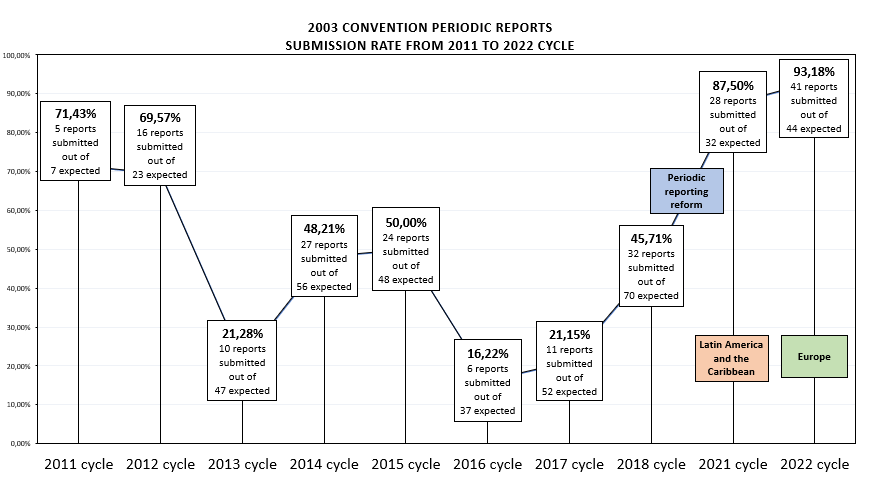 2003 CONVENTION PERIODIC REPORTS
SUBMISSION RATE FROM 2011 TO 2022 CYCLE
100,00%
90,00%
80,00%
70,00%
60,00%
50,00%
40,00%
30,00%
20,00%
10,00%
0,00%
71,43%
5 reports
submitted
out of
7 expected
69,57%
16 reports
submitted
out of
23 expected
21,28%
10 reports
submitted
out of
47 expected
48,21%
27 reports
submitted
out of
56 expected
50,00%
24 reports
submitted
out of
48 expected
16,22%
6 reports
submitted
out of
37 expected
21,15%
11 reports
submitted
out of
52 expected
45,71%
32 reports
submitted
out of
70 expected
Periodic
reporting
reform
87,50%
28 reports
submitted
out of
32 expected
93,18%
41 reports
submitted
out of
44 expected
Latin America
and the
Caribbean
Europe
2011 cycle
2012 cycle
2013 cycle
2014 cycle
2015 cycle
2016 cycle
2017 cycle
2018 cycle
2021 cycle
2022 cycle